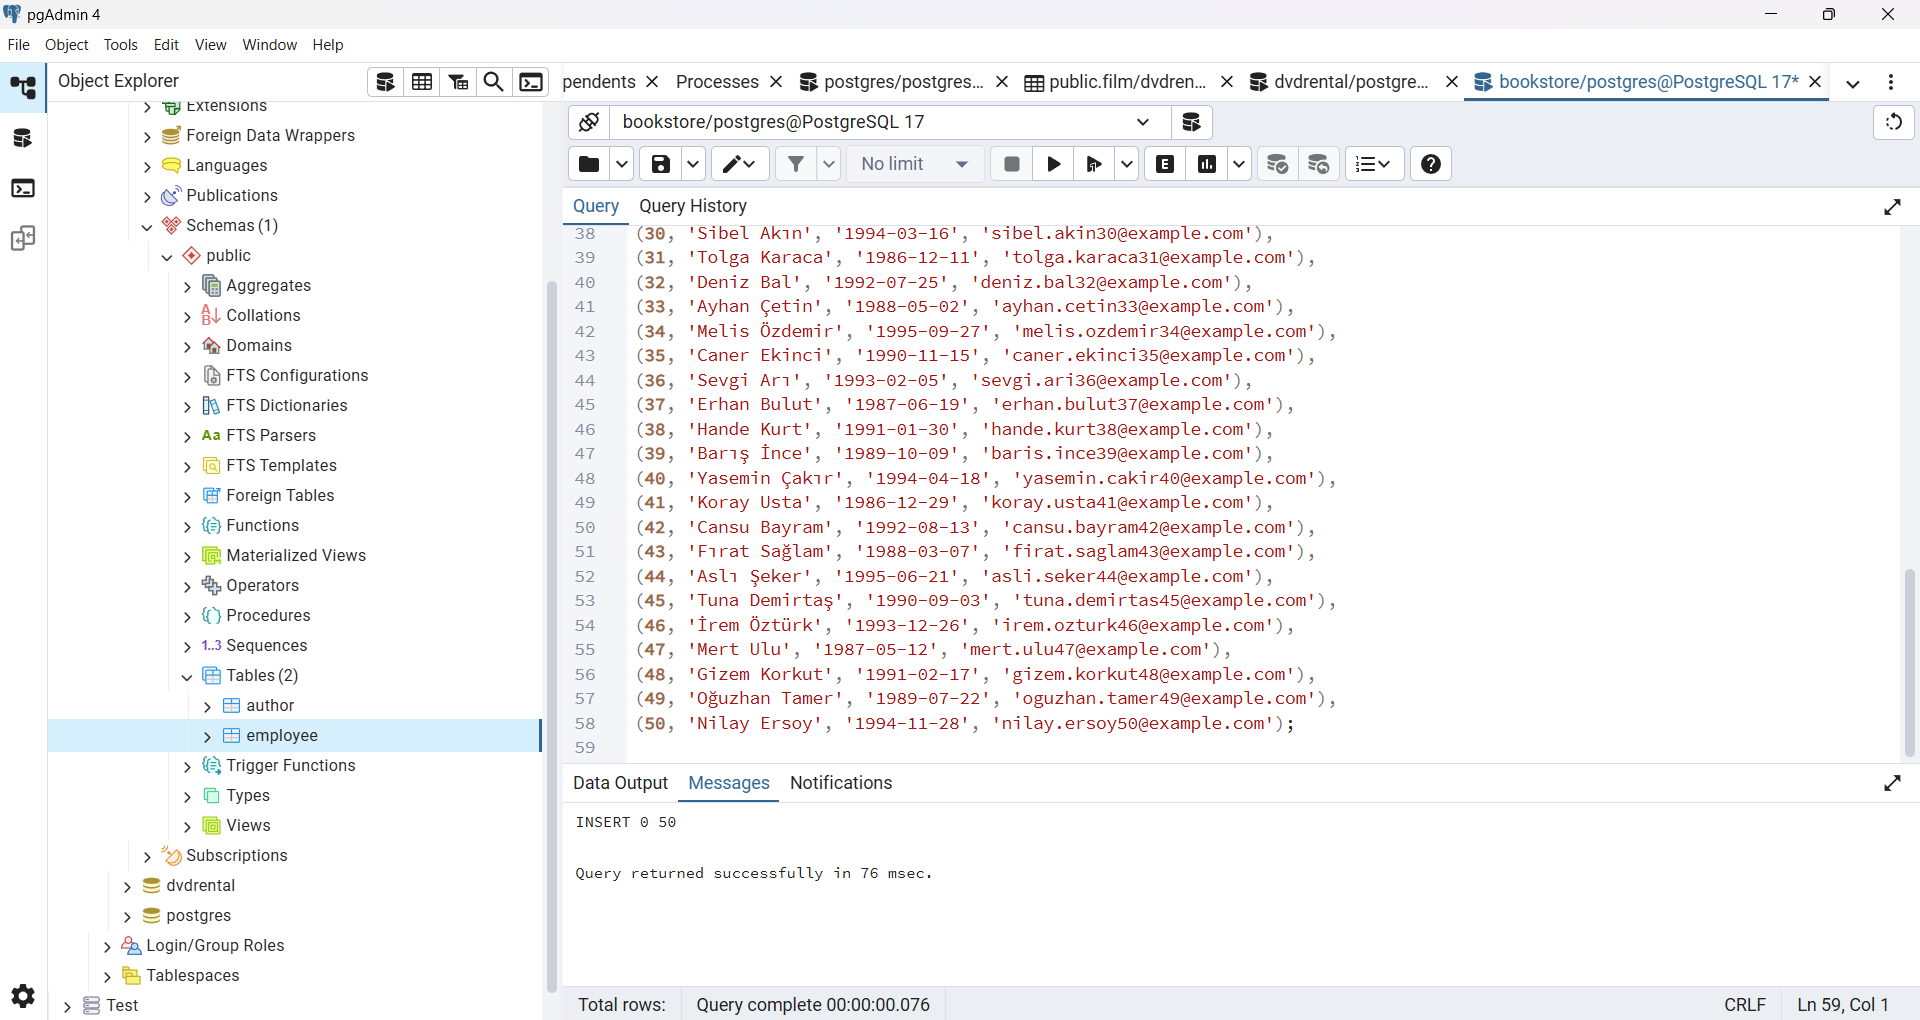 pgAdmin 4
File Object Tools Edit View Window Help
Object Explorer
Extensions
Foreign Data Wrappers
Languages
Publications
Schemas (1)
public
Aggregates
Collations
Domains
FTS Configurations
FTS Dictionaries
Aa FTS Parsers
FTS Templates
Foreign Tables
Functions
Materialized Views
Operators
Procedures
1..3 Sequences
Tables (2)
author
employee
Trigger Functions
Types
Views
Subscriptions
dvdrental
postgres
Login/Group Roles
Tablespaces
Test
pendents Processes postgres/postgres... public.film/dvdren... dvdrental/postgre... bookstore/postgres@PostgreSQL 17*
bookstore/postgres@PostgreSQL 17
No limit E
Query Query History
38 (30, 'Sibel Akın', '1994-03-16', 'sibel.akin30@example.com'),
39 (31, 'Tolga Karaca', '1986-12-11', 'tolga.karaca31@example.com'),
40 (32, 'Deniz Bal', '1992-07-25', 'deniz.bal32@example.com'),
41 (33, 'Ayhan Çetin', '1988-05-02', 'ayhan.cetin33@example.com'),
42 (34, 'Melis Özdemir', '1995-09-27', 'melis.ozdemir34@example.com'),
43 (35, 'Caner Ekinci', '1990-11-15', 'caner.ekinci35@example.com'),
44 (36, 'Sevgi Arı', '1993-02-05', 'sevgi.ari36@example.com'),
45 (37, 'Erhan Bulut', '1987-06-19', 'erhan.bulut37@example.com'),
46 (38, 'Hande Kurt', '1991-01-30', 'hande.kurt38@example.com'),
47 (39, 'Barış İnce', '1989-10-09', 'baris.ince39@example.com'),
48 (40, 'Yasemin Çakır', '1994-04-18', 'yasemin.cakir40@example.com'),
49 (41, 'Koray Usta', '1986-12-29', 'koray.usta41@example.com'),
50 (42, 'Cansu Bayram', '1992-08-13', 'cansu.bayram42@example.com'),
51 (43, 'Fırat Sağlam', '1988-03-07', 'firat.saglam43@example.com'),
52 (44, 'Aslı Şeker', '1995-06-21', 'asli.seker44@example.com'),
53 (45, 'Tuna Demirtaş', '1990-09-03', 'tuna.demirtas45@example.com'),
54 (46, 'İrem Öztürk', '1993-12-26', 'irem.ozturk46@example.com'),
55 (47, 'Mert Ulu', '1987-05-12', 'mert.ulu47@example.com'),
56 (48, 'Gizem Korkut', '1991-02-17', 'gizem.korkut48@example.com'),
57 (49, 'Oğuzhan Tamer', '1989-07-22', 'oguzhan.tamer49@example.com'),
58 (50, 'Nilay Ersoy', '1994-11-28', 'nilay.ersoy50@example.com');
59
Data Output Messages Notifications
INSERT 0 50
Query returned successfully in 76 msec.
Total rows: Query complete 00:00:00.076 CRLF Ln 59, Col 1